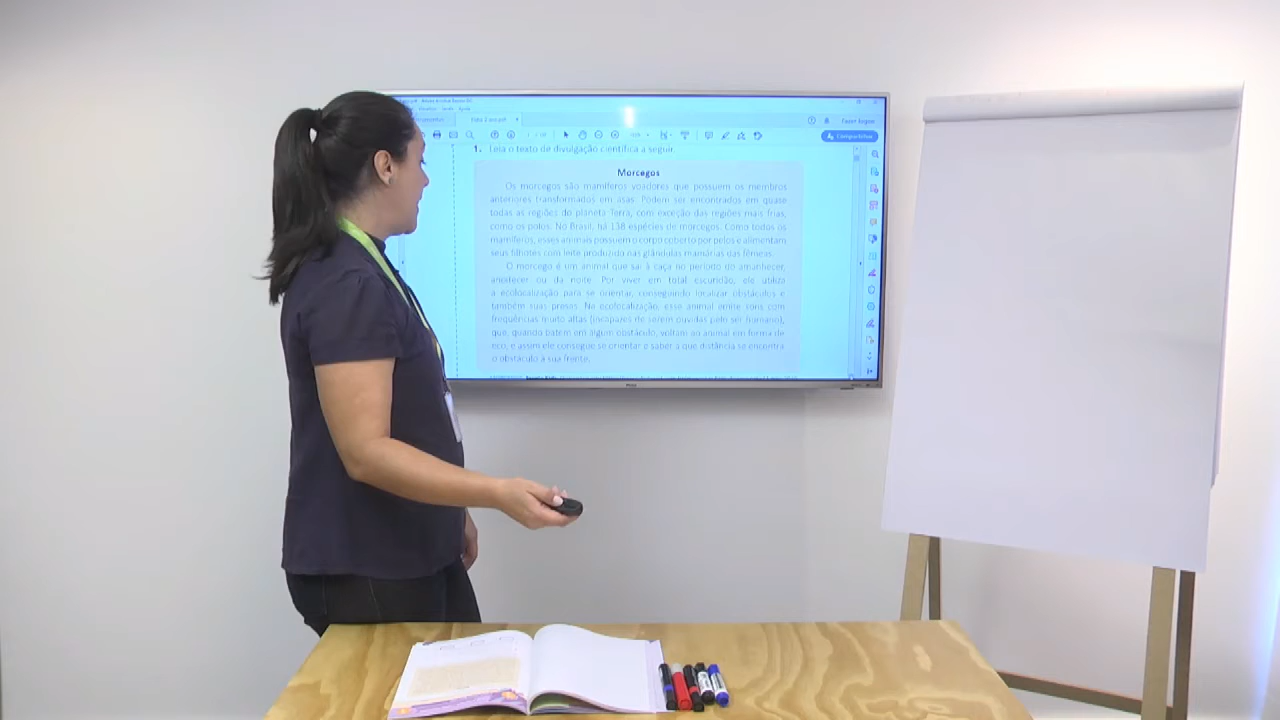 Fazer logon
Compartilhar
1. Leia o texto de divulgação científica a seguir.
Morcegos
Os morcegos são mamíferos voadores que possuem os membros
anteriores transformados em asas. Podem ser encontrados em quase
todas as regiões do planeta Terra, com exceção das regiões mais frias,
como os polos. No Brasil, há 138 espécies de morcegos. Como todos os
mamíferos, esses animais possuem o corpo coberto por pelos e alimentam
seus filhotes com leite produzido nas glândulas mamárias das fêmeas.
O morcego é um animal que sai à caça no período do amanhecer,
anoitecer ou da noite. Por viver em total escuridão, ele utiliza
a ecolocalização para se orientar, conseguindo localizar obstáculos e
também suas presas. Na ecolocalização, esse animal emite sons com
frequências muito altas (incapazes de serem ouvidas pelo ser humano),
que, quando batem em algum obstáculo, voltam ao animal em forma de
eco, e assim ele consegue se orientar e saber a que distância se encontra
o obstáculo à sua frente.